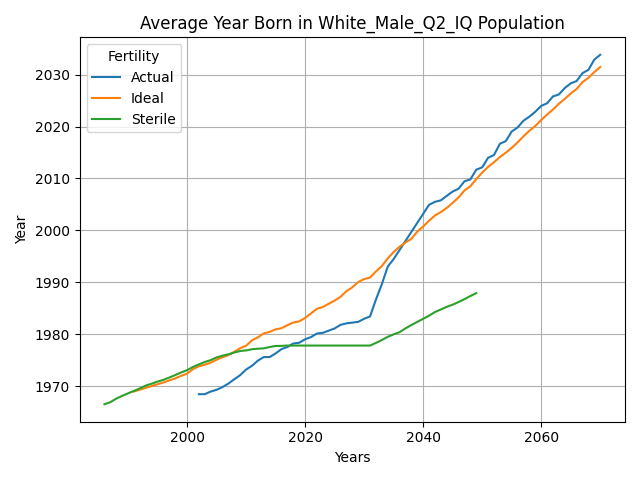 Average Year Born in White_Male_Q2_IQ Population
Fertility
Actual
Ideal
Sterile
Year
2030
2020
2010
2000
1990
1980
1970
2000 2020 2040 2060
Years